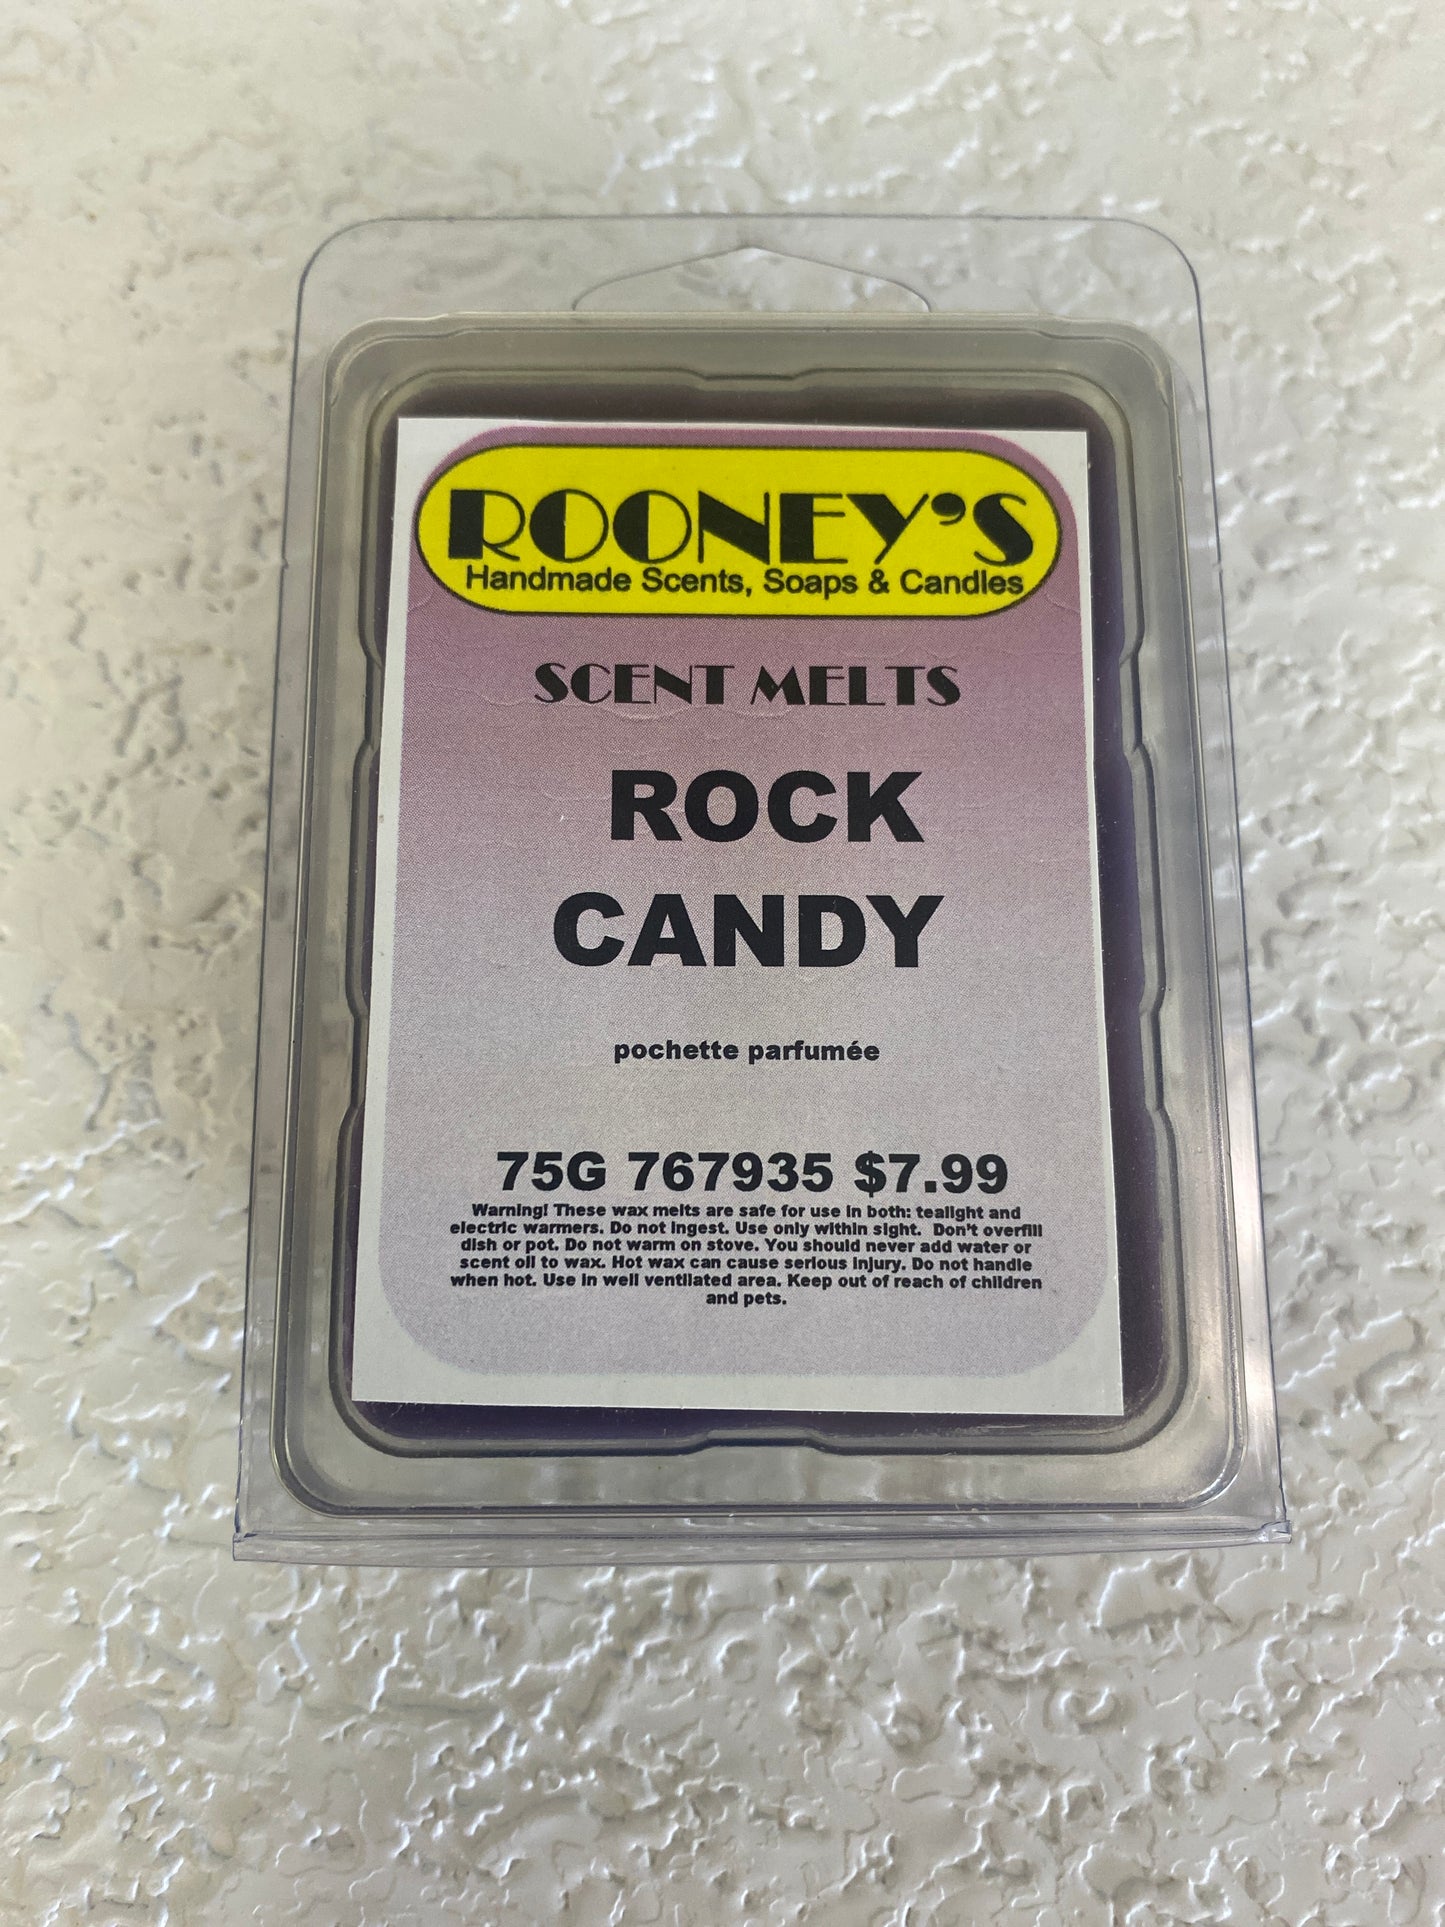 ROONEY'S
Handmade Scents, Soaps & Candles
SCENT MELTS
ROCK
CANDY
pochette parfumée
75G 767935 $7.99
Warning! These wax melts are safe for use in both: tealight and
electric warmers. Do not ingest. Use only within sight. Don't overfill
dish or pot. Do not warm on stove. You should never add water or
scent oil to wax. Hot wax can cause serious injury. Do not handle
when hot. Use in well ventilated area. Keep out of reach of children
and pets.